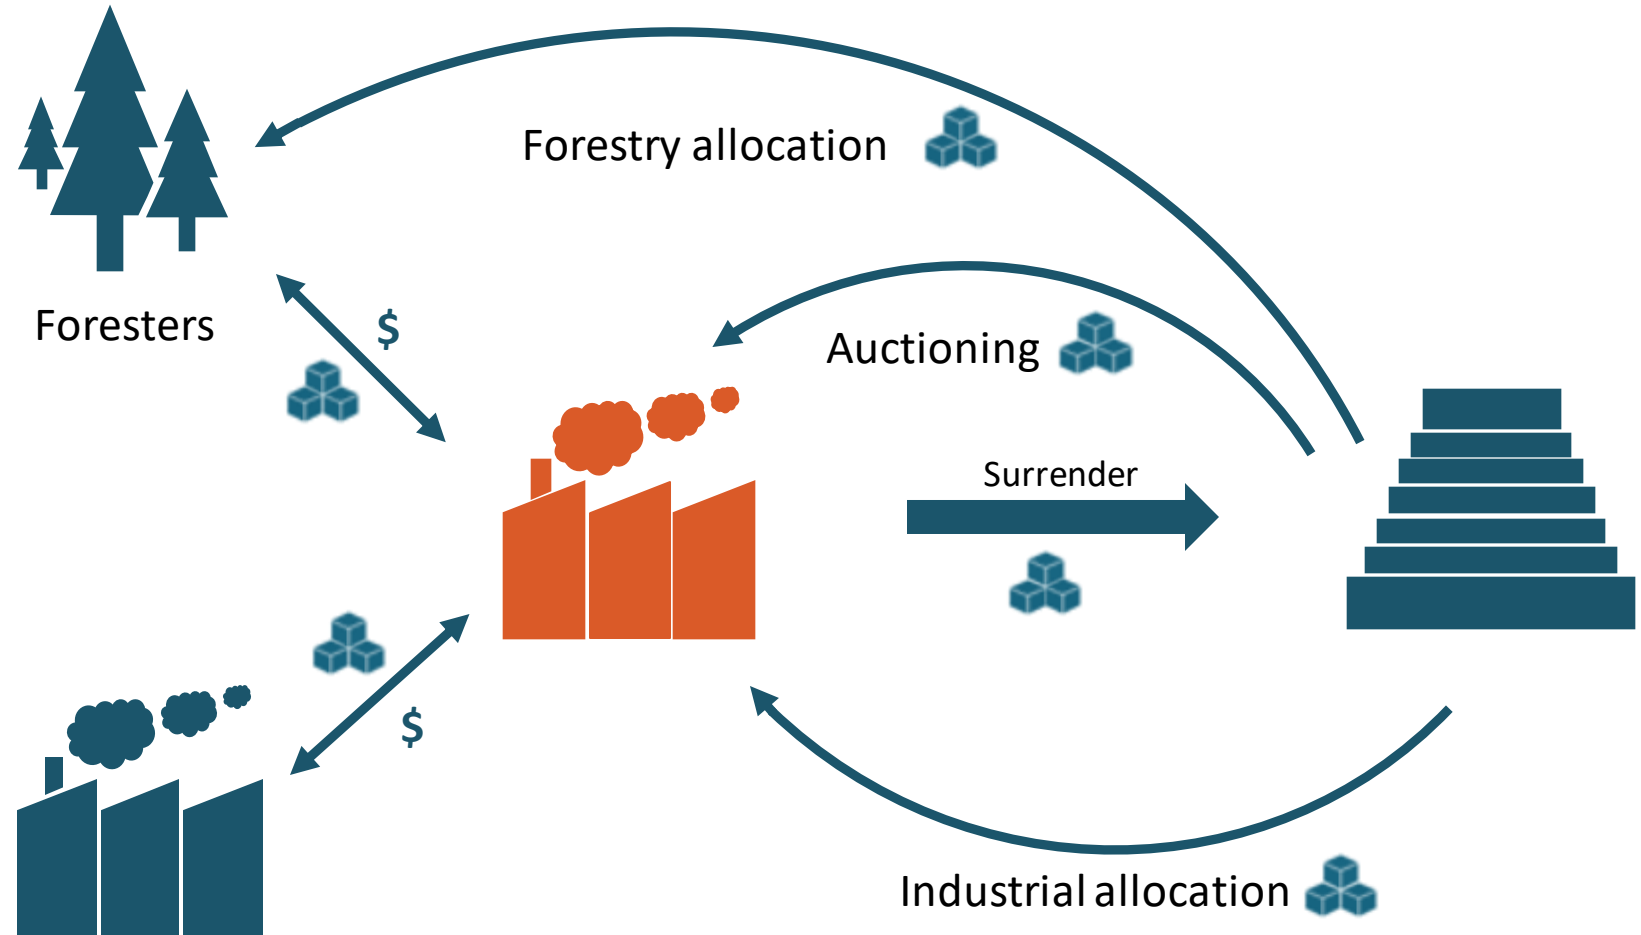 Forestry allocation
Foresters
$
Auctioning
Surrender
$
Industrial allocation